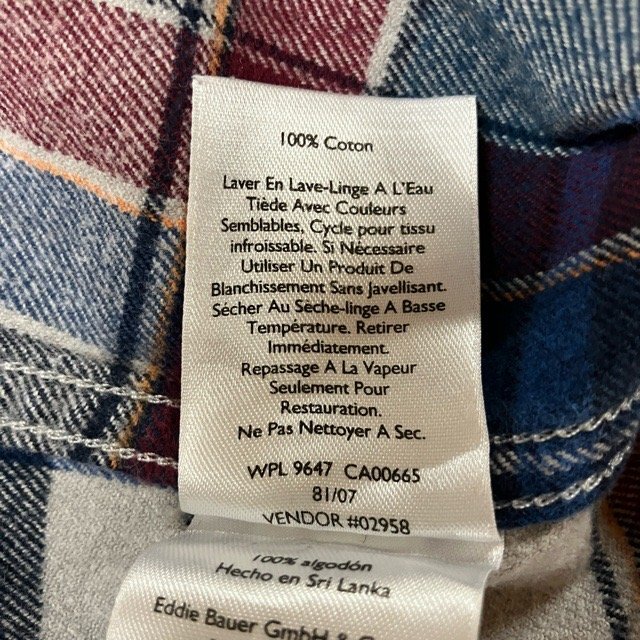 100% Coton
Laver En Lave-Linge A L'Eau
Tiède Avec Couleurs
Semblables, Cycle pour tissu
infroissable. Si Nécessaire
Utiliser Un Produit De
Blanchissement Sans javellisant.
Sécher Au Sèche-linge A Basse
Température. Retirer
Immédiatement.
Repassage A La Vapeur
Seulement Pour
Restauration.
Ne Pas Nettoyer A Sec.
WPL 9647 CA00665
81/07
VENDOR #02958
100% algodón
Hecho en Sri Lanka
Eddie Bauer GmbH &